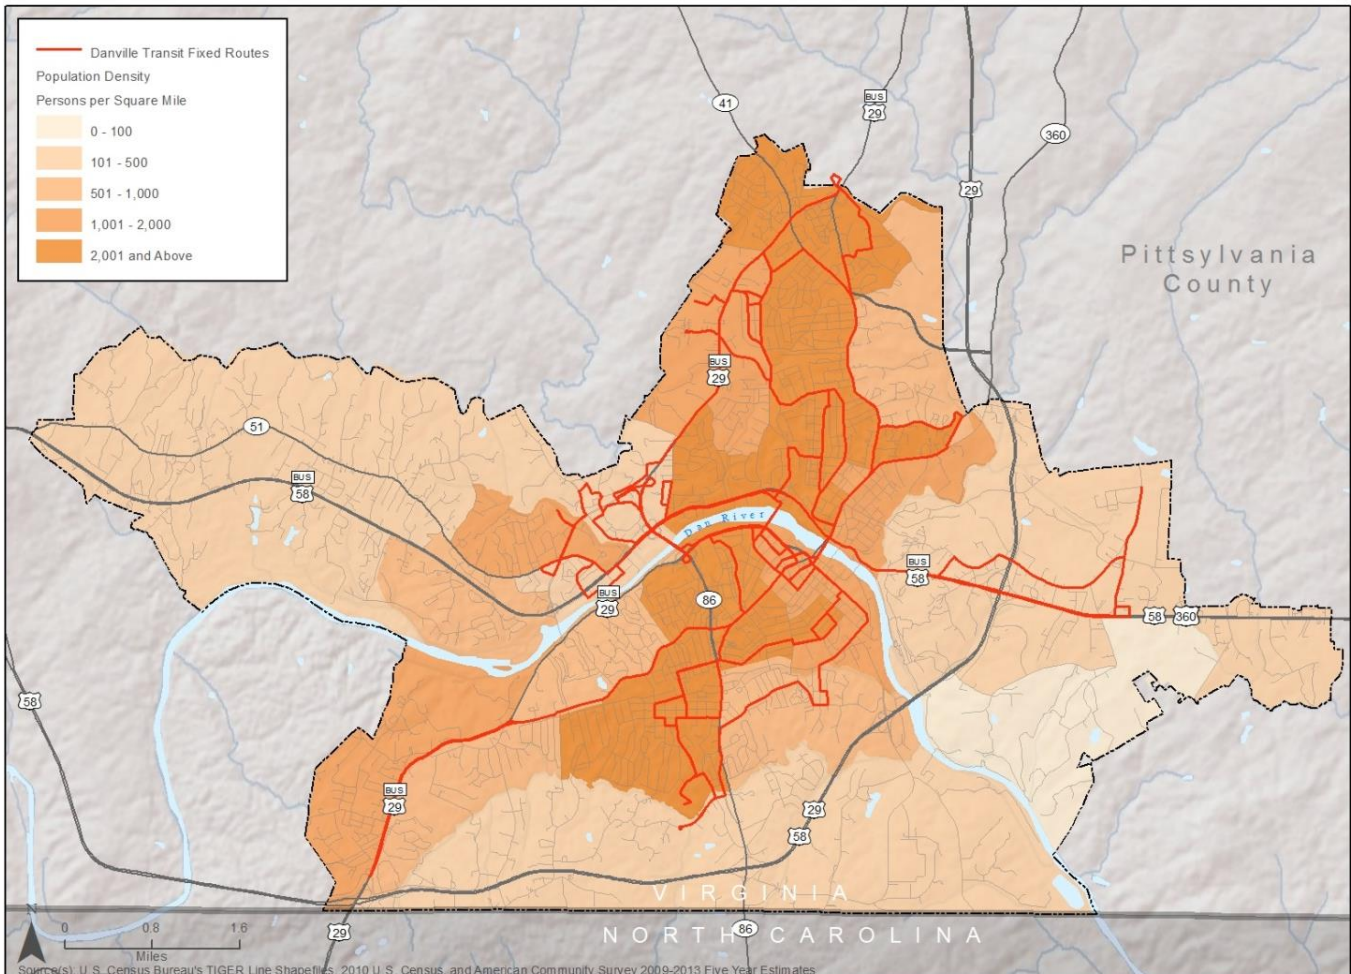 Danville Transit Fixed Routes
Population Density
Persons per Square Mile
0 - 100
101 - 500
501 - 1,000
1,001 - 2,000
2,001 and Above
41
BUS
29
360
29
Pittsylvania
County
BUS
29
51
BUS
58
Dan River
BUS
58
BUS
29
86
58
360
58
BUS
29
29
58
VIRGINIA
N
0
0.8
1.6
Miles
29
86
NORTH CAROLINA
Source(s): U.S. Census Bureau's TIGER Line Shapefiles, 2010 U.S. Census, and American Community Survey 2009-2013 Five Year Estimates